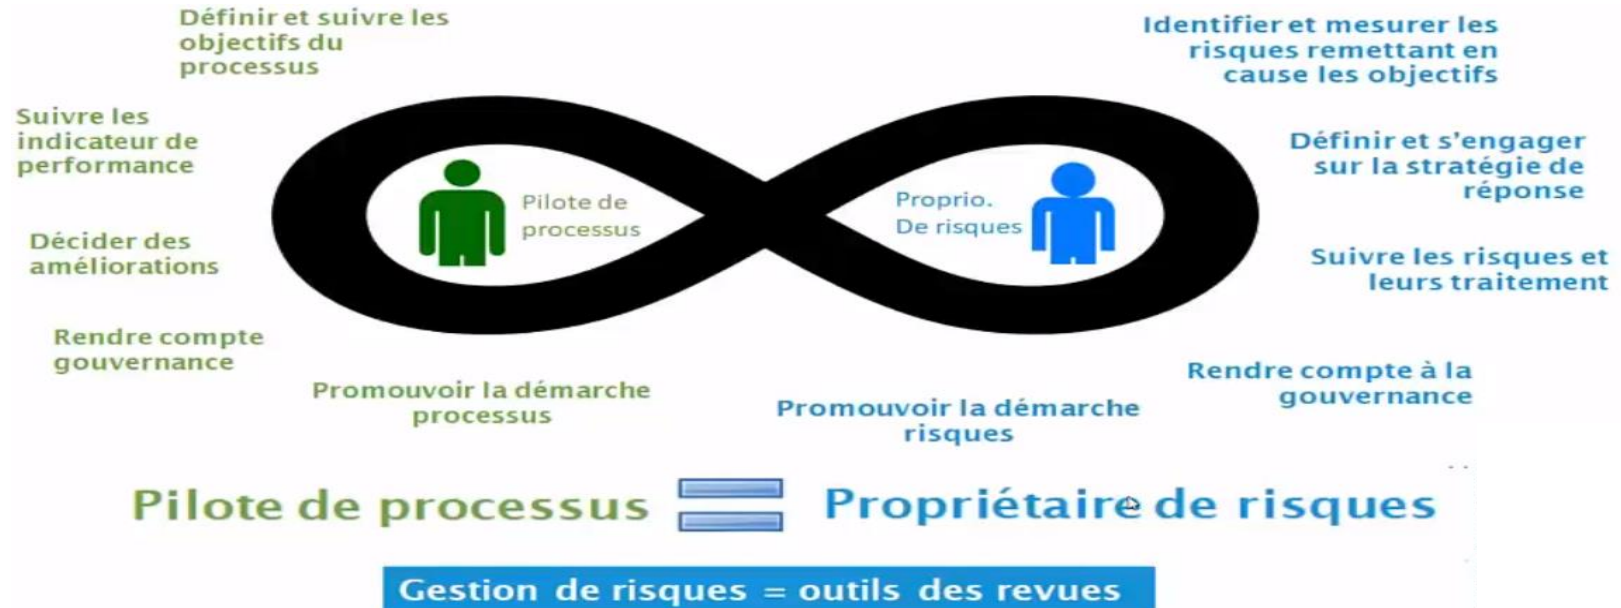 Définir et suivre les
objectifs du
processus
Suivre les
indicateur de
performance
Décider des
améliorations
Rendre compte
gouvernance
Promouvoir la démarche
processus
Pilote de
processus
Proprio.
De risques
Identifier et mesurer les
risques remettant en
cause les objectifs
Définir et s'engager
sur la stratégie de
réponse
Suivre les risques et
leurs traitement
Rendre compte à la
gouvernance
Promouvoir la démarche
risques
Pilote de processus = Propriétaire de risques
Gestion de risques = outils des revues